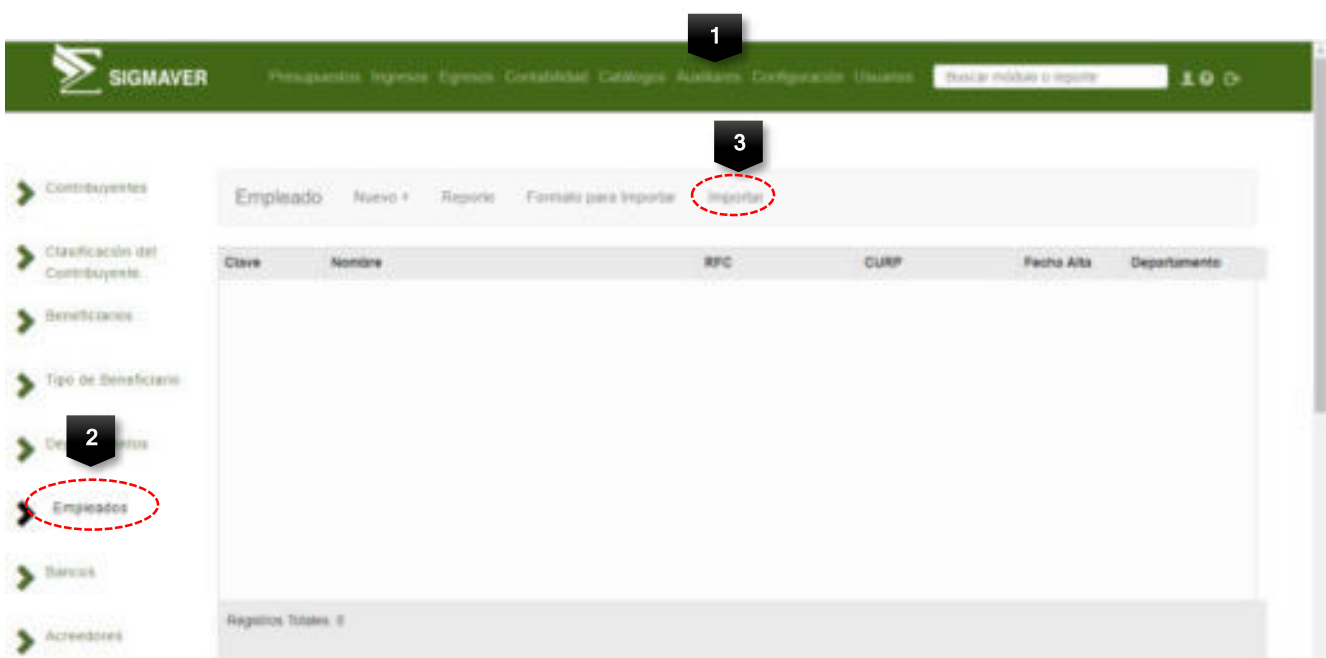 1
SIGMAVER
Presupuestos Ingresos Egresos Contabilidad Catálogos Auxiliares Configuración Usuarios
Buscar módulo o reporte
3
Contribuyentes
Empleado Nuevo + Reporte Formato para Importar Importar
Clasificación del
Contribuyente
Clave Nombre RFC CURP Fecha Alta Departamento
Beneficiarios
Tipo de Beneficiario
2
Empleados
Bancos
Registros Totales: 0
Acreedores